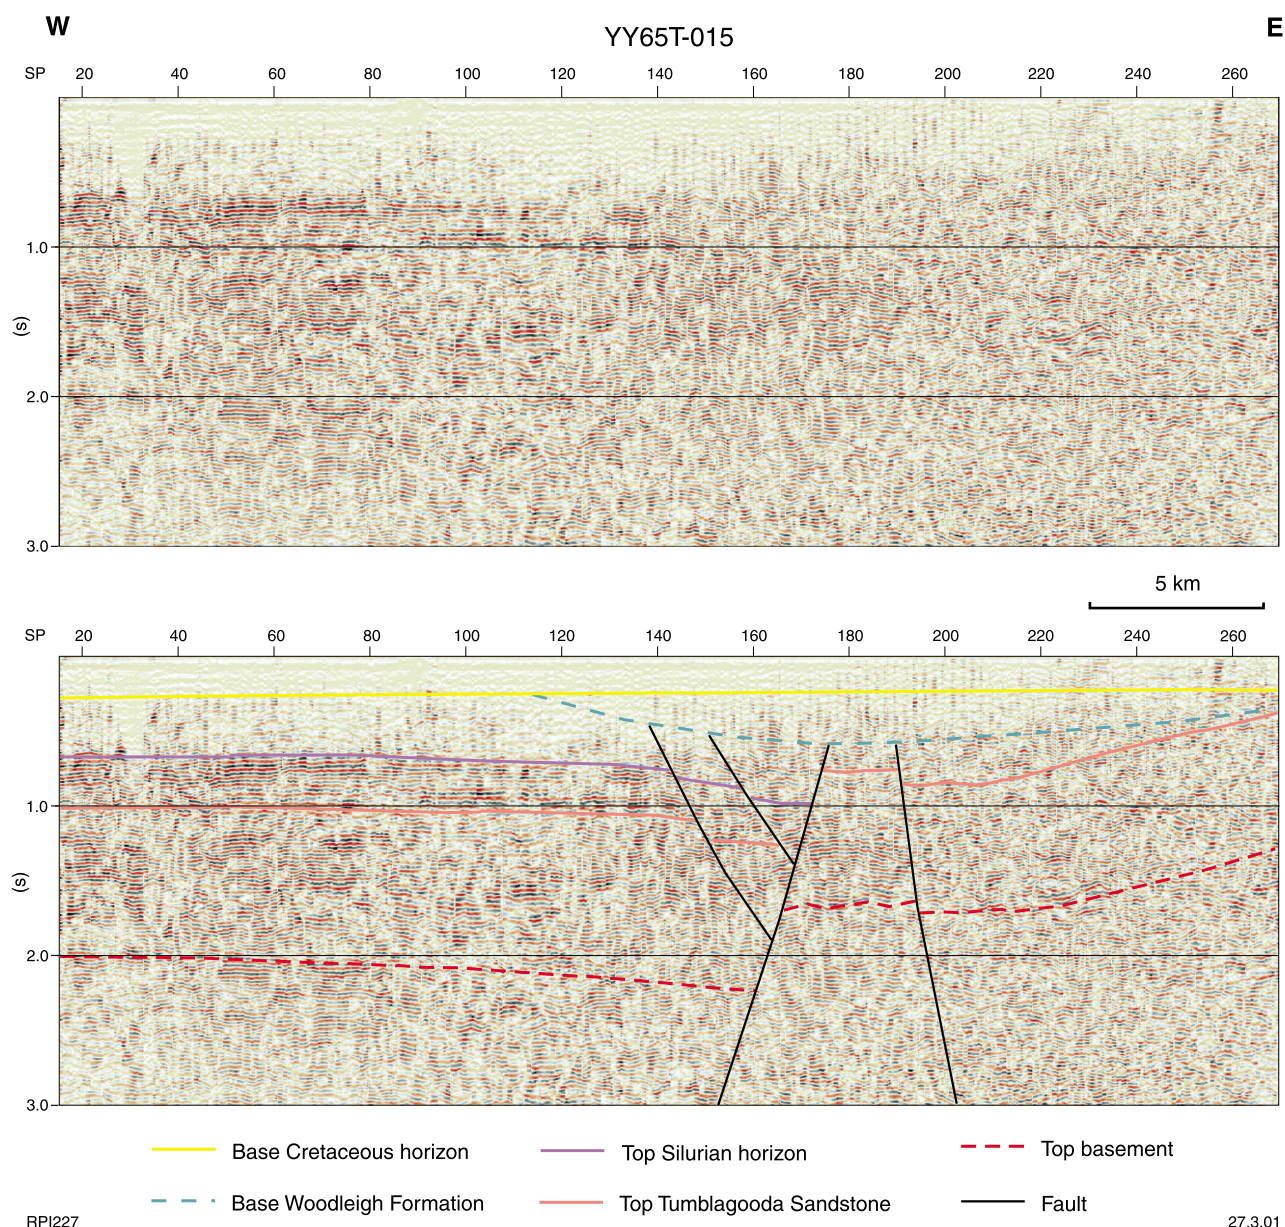 W YY65T-015 E
SP 20 40 60 80 100 120 140 160 180 200 220 240 260
1.0
(s)
2.0
3.0
5 km
SP 20 40 60 80 100 120 140 160 180 200 220 240 260
1.0
(s)
2.0
3.0
Base Cretaceous horizon Top Silurian horizon Top basement
Base Woodleigh Formation Top Tumblagooda Sandstone Fault
RPI227 27.3.01